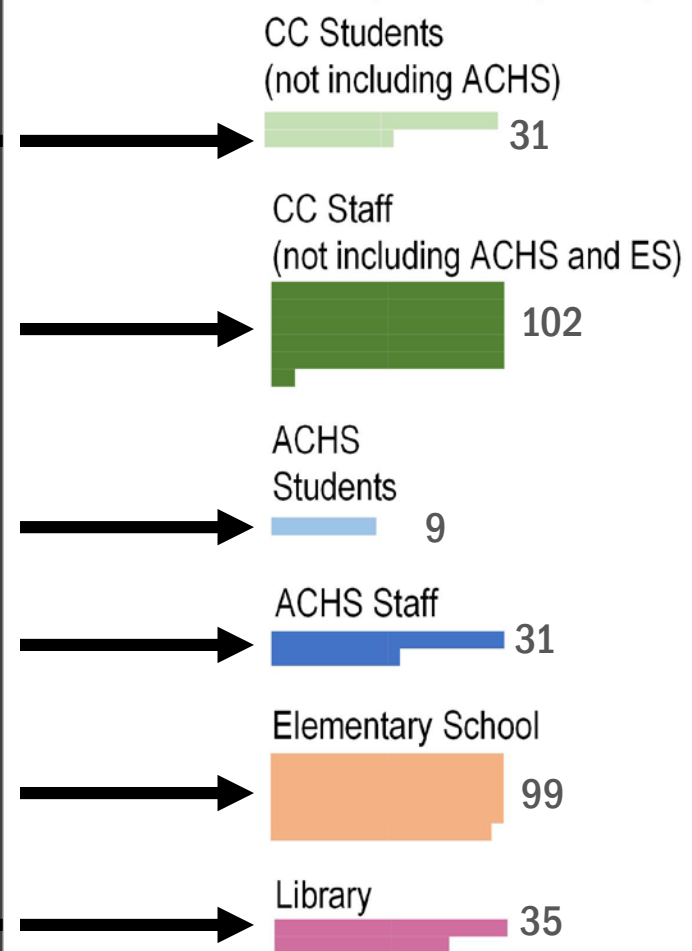 CC Students
(not including ACHS)
31
CC Staff
(not including ACHS and ES)
102
ACHS
Students
9
ACHS Staff
31
Elementary School
99
Library
35